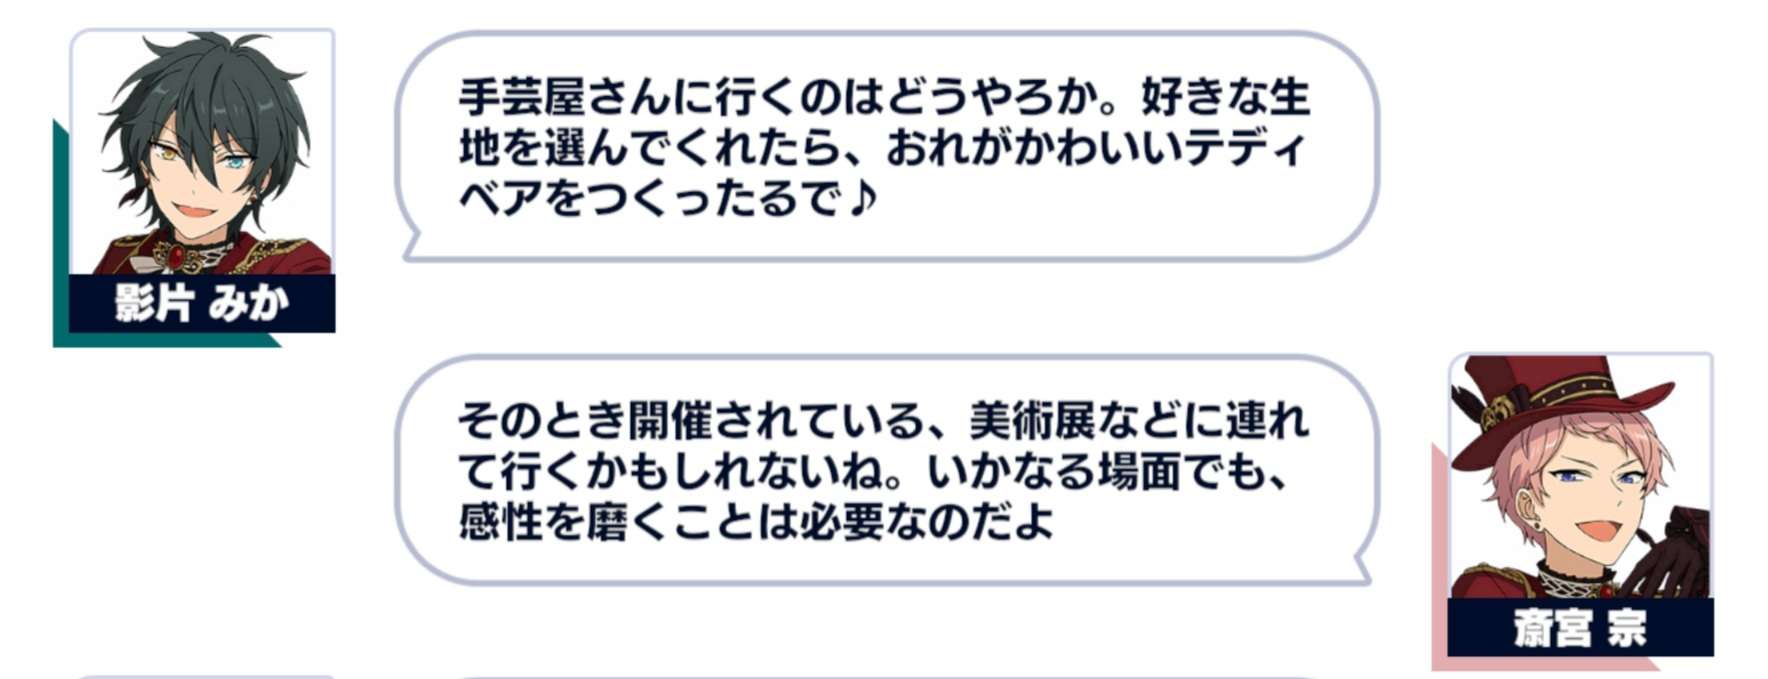 手芸屋さんに行くのはどうやろか。好きな生
地を選んでくれたら、おれがかわいいテディ
ベアをつくったるで♪
影片 みか
そのとき開催されている、美術展などに連れ
て行くかもしれないね。いかなる場面でも、
感性を磨くことは必要なのだよ
斎宮 宗